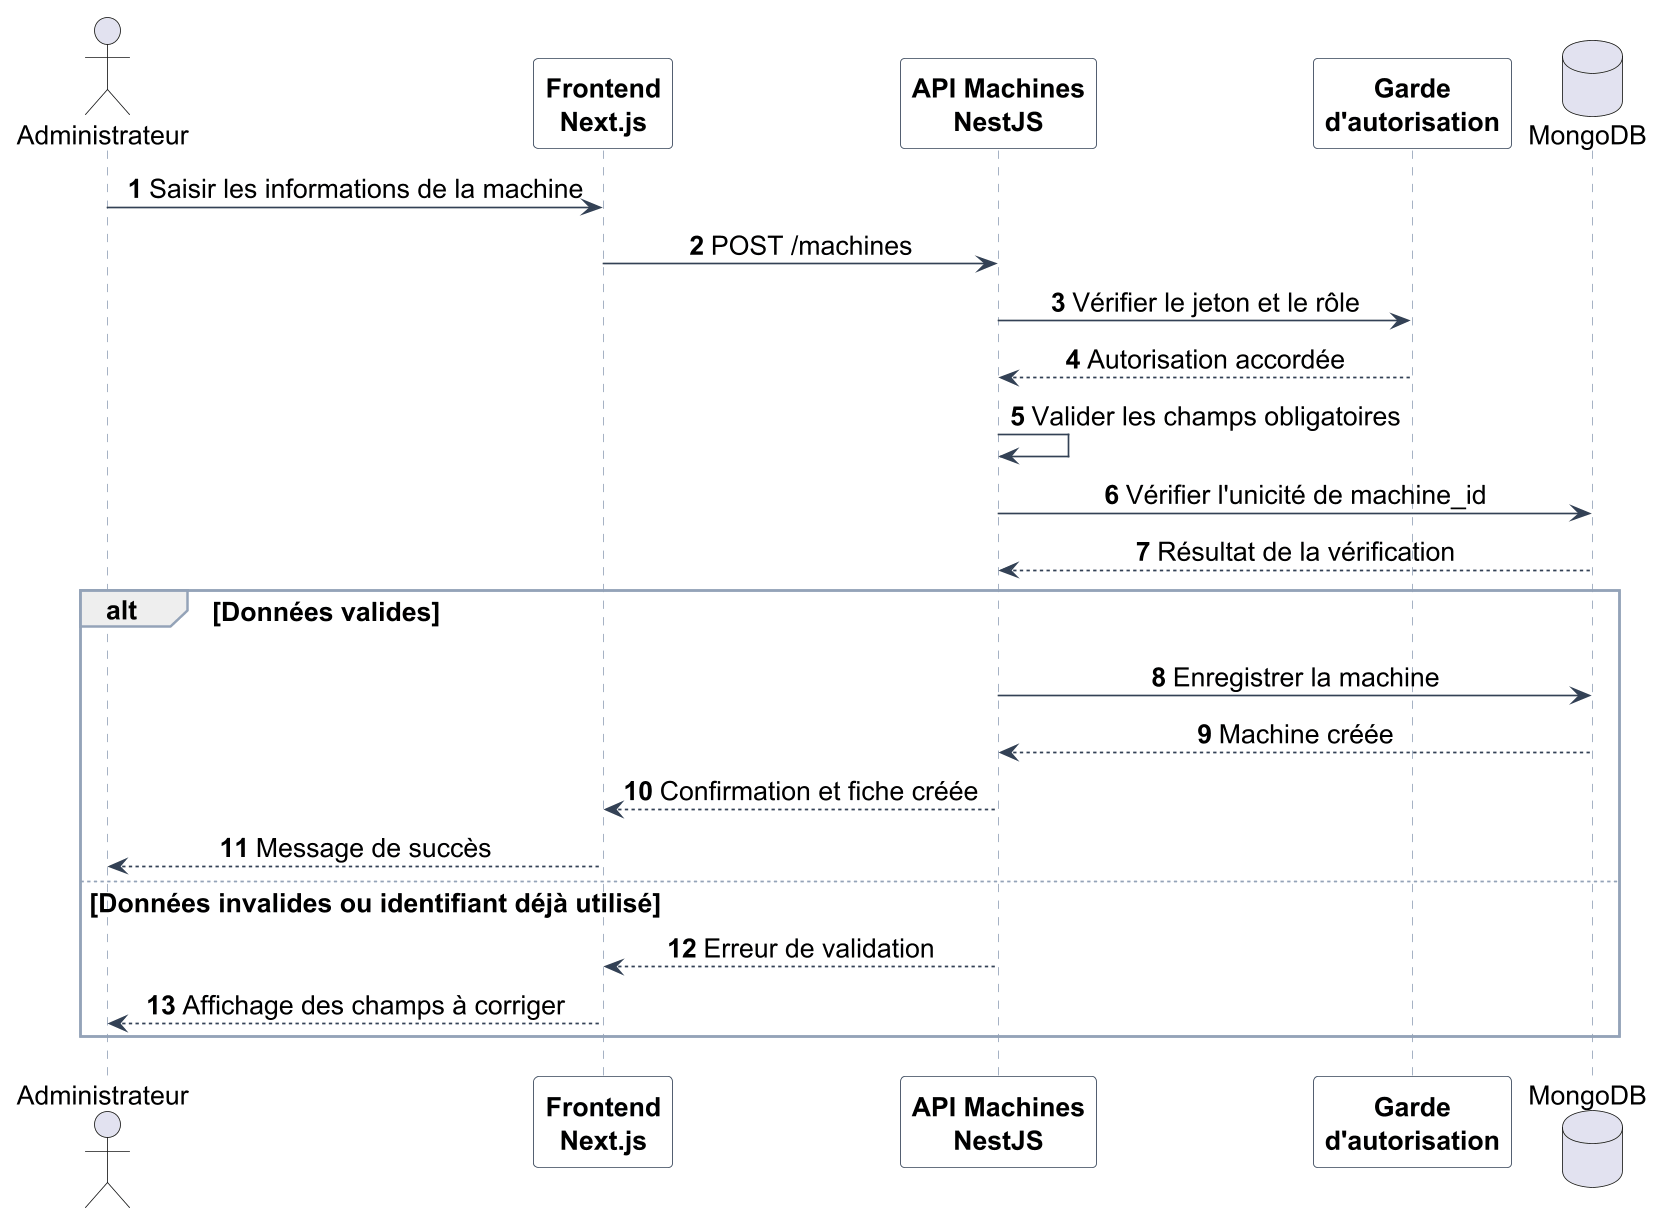 Administrateur
Frontend
Next.js
API Machines
NestJS
Garde
d'autorisation
MongoDB
1 Saisir les informations de la machine
2 POST /machines
3 Vérifier le jeton et le rôle
4 Autorisation accordée
5 Valider les champs obligatoires
6 Vérifier l'unicité de machine_id
7 Résultat de la vérification
alt
[Données valides]
8 Enregistrer la machine
9 Machine créée
10 Confirmation et fiche créée
11 Message de succès
[Données invalides ou identifiant déjà utilisé]
12 Erreur de validation
13 Affichage des champs à corriger
Administrateur
Frontend
Next.js
API Machines
NestJS
Garde
d'autorisation
MongoDB